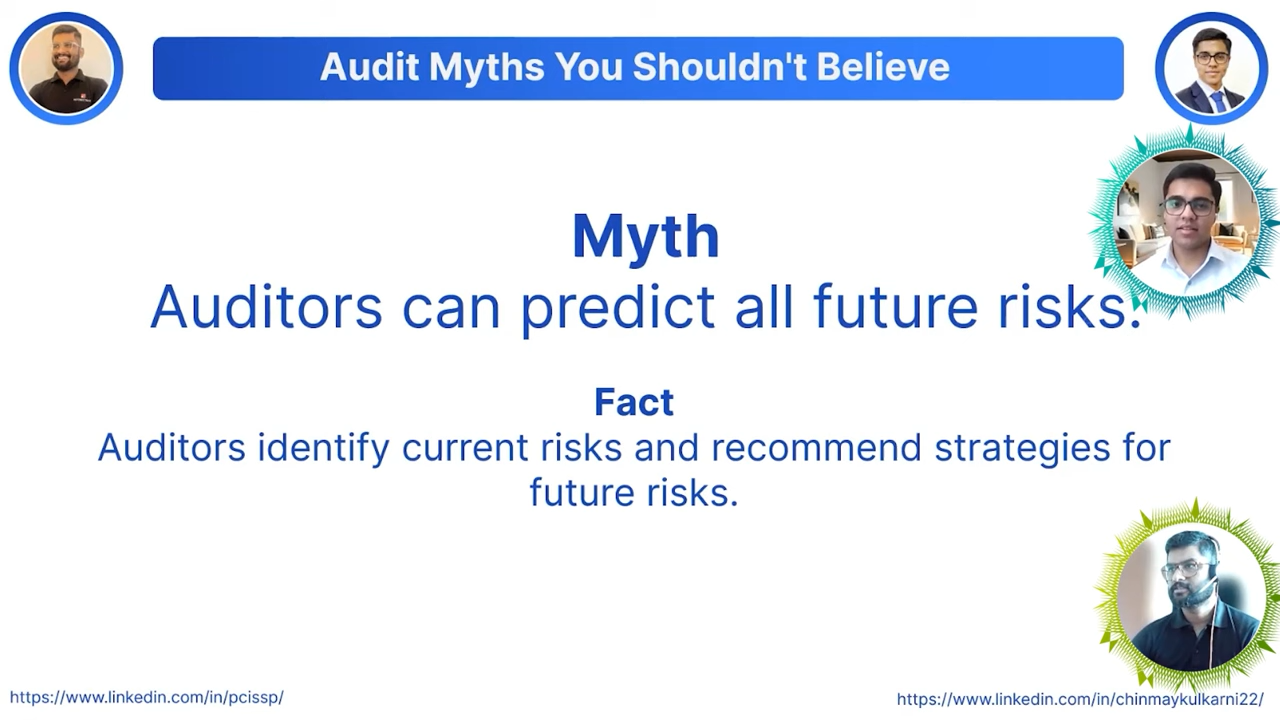 Audit Myths You Shouldn't Believe
Myth
Auditors can predict all future risks.
Fact
Auditors identify current risks and recommend strategies for
future risks.
https://www.linkedin.com/in/pcissp/
https://www.linkedin.com/in/chinmaykulkarni22/